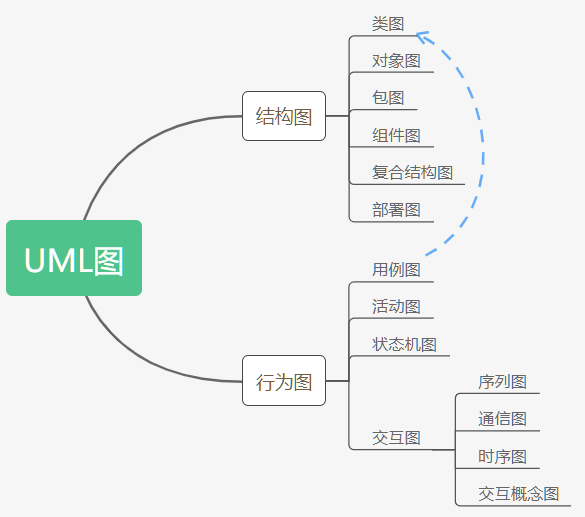 UML图
结构图
类图
对象图
包图
组件图
复合结构图
部署图
行为图
用例图
活动图
状态机图
交互图
序列图
通信图
时序图
交互概念图